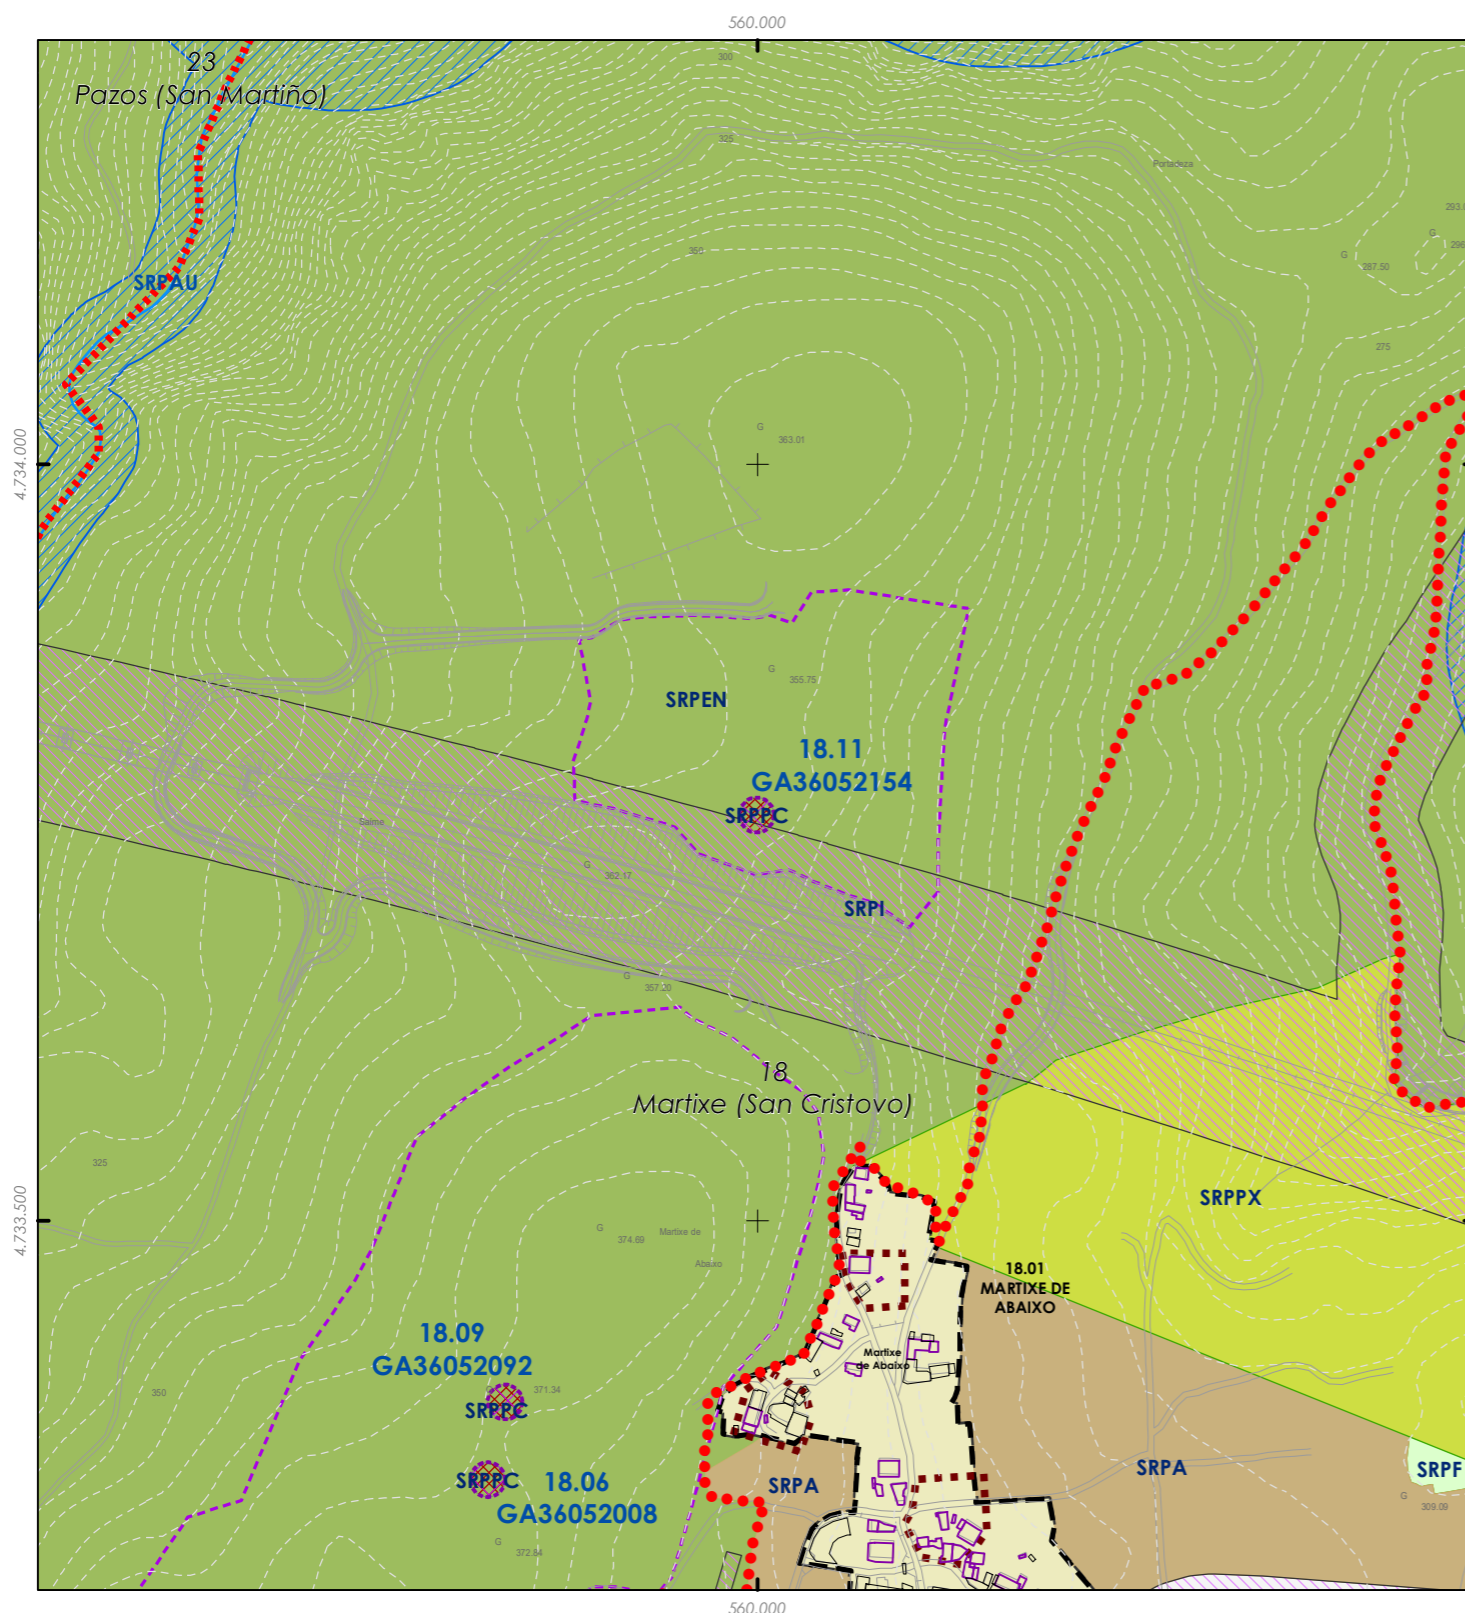 560.000
23
Pazos (San Martiño)
300
325
Portadeza
293.0
G
296
G
287.50
350
SRPAU
275
G
363.01
4.734.000
G
355.75
SRPEN
18.11
GA36052154
SRPPC
Saime
G
362.17
SRPI
G
357.20
18
Martixe (San Cristovo)
325
SRPPX
4.733.500
G
374.69
Martixe de
Abaixo
18.01
MARTIXE DE
ABAIXO
18.09
GA36052092
Martixe
de Abaixo
350
G
371.34
SRPPC
SRPPC
18.06
GA36052008
SRPA
SRPA
SRPF
G
309.09
G
372.84
560.000